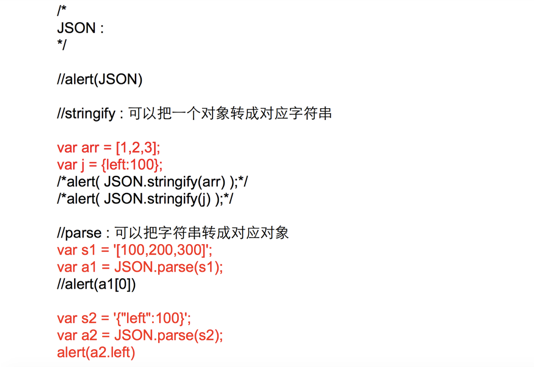 /*
JSON :
*/
//alert(JSON)
//stringify : 可以把一个对象转成对应字符串
var arr = [1,2,3];
var j = {left:100};
/*alert( JSON.stringify(arr) );*/
/*alert( JSON.stringify(j) );*/
//parse : 可以把字符串转成对应对象
var s1 = '[100,200,300]';
var a1 = JSON.parse(s1);
//alert(a1[0])
var s2 = '{"left":100}';
var a2 = JSON.parse(s2);
alert(a2.left)